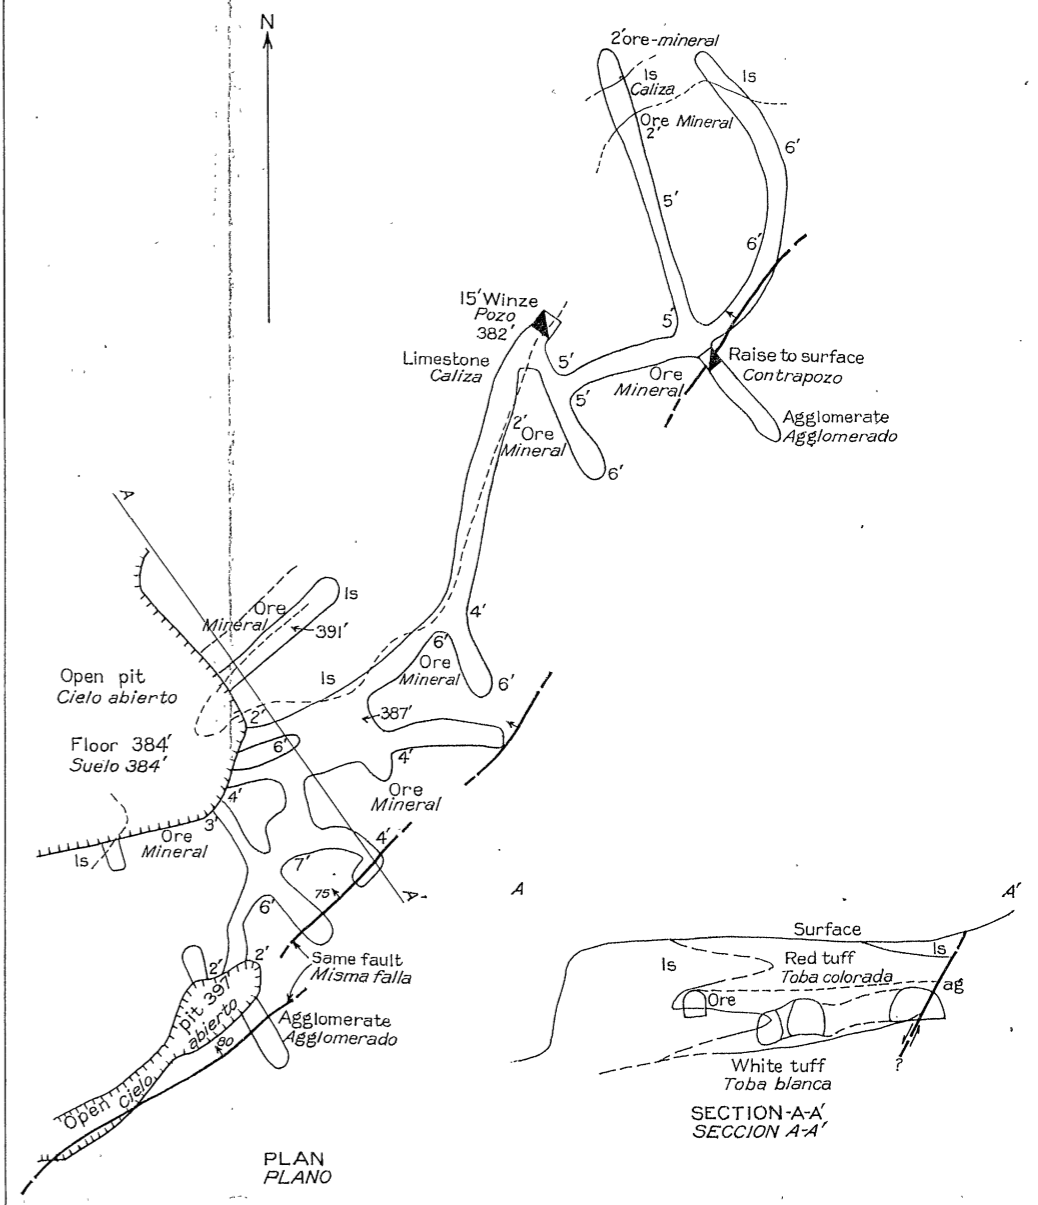 N
2' ore-mineral
ls
Caliza
ls
Ore Mineral
2'
6'
5'
6'
15' Winze
Pozo
382'
5'
Limestone
Caliza
5'
Ore
Mineral
Raise to surface
Contrapozo
5'
2'
Ore
Mineral
6'
Agglomerate
Agglomerado
A
Ore
Mineral
ls
391'
4'
6'
Ore
Mineral
6'
Open pit
Cielo abierto
ls
2'
387'
Floor 384'
Suelo 384'
6'
4'
4'
Ore
Mineral
3'
Ore
Mineral
ls
4'
7'
75
A'
6'
2'
2'
Same fault
Misma falla
Open pit 397'
Cielo abierto
Agglomerate
Agglomerado
80
PLAN
PLANO
A
A'
Surface
ls
Red tuff
Toba colorada
ls
ag
Ore
?
White tuff
Toba blanca
SECTION-A-A'
SECCION A-A'